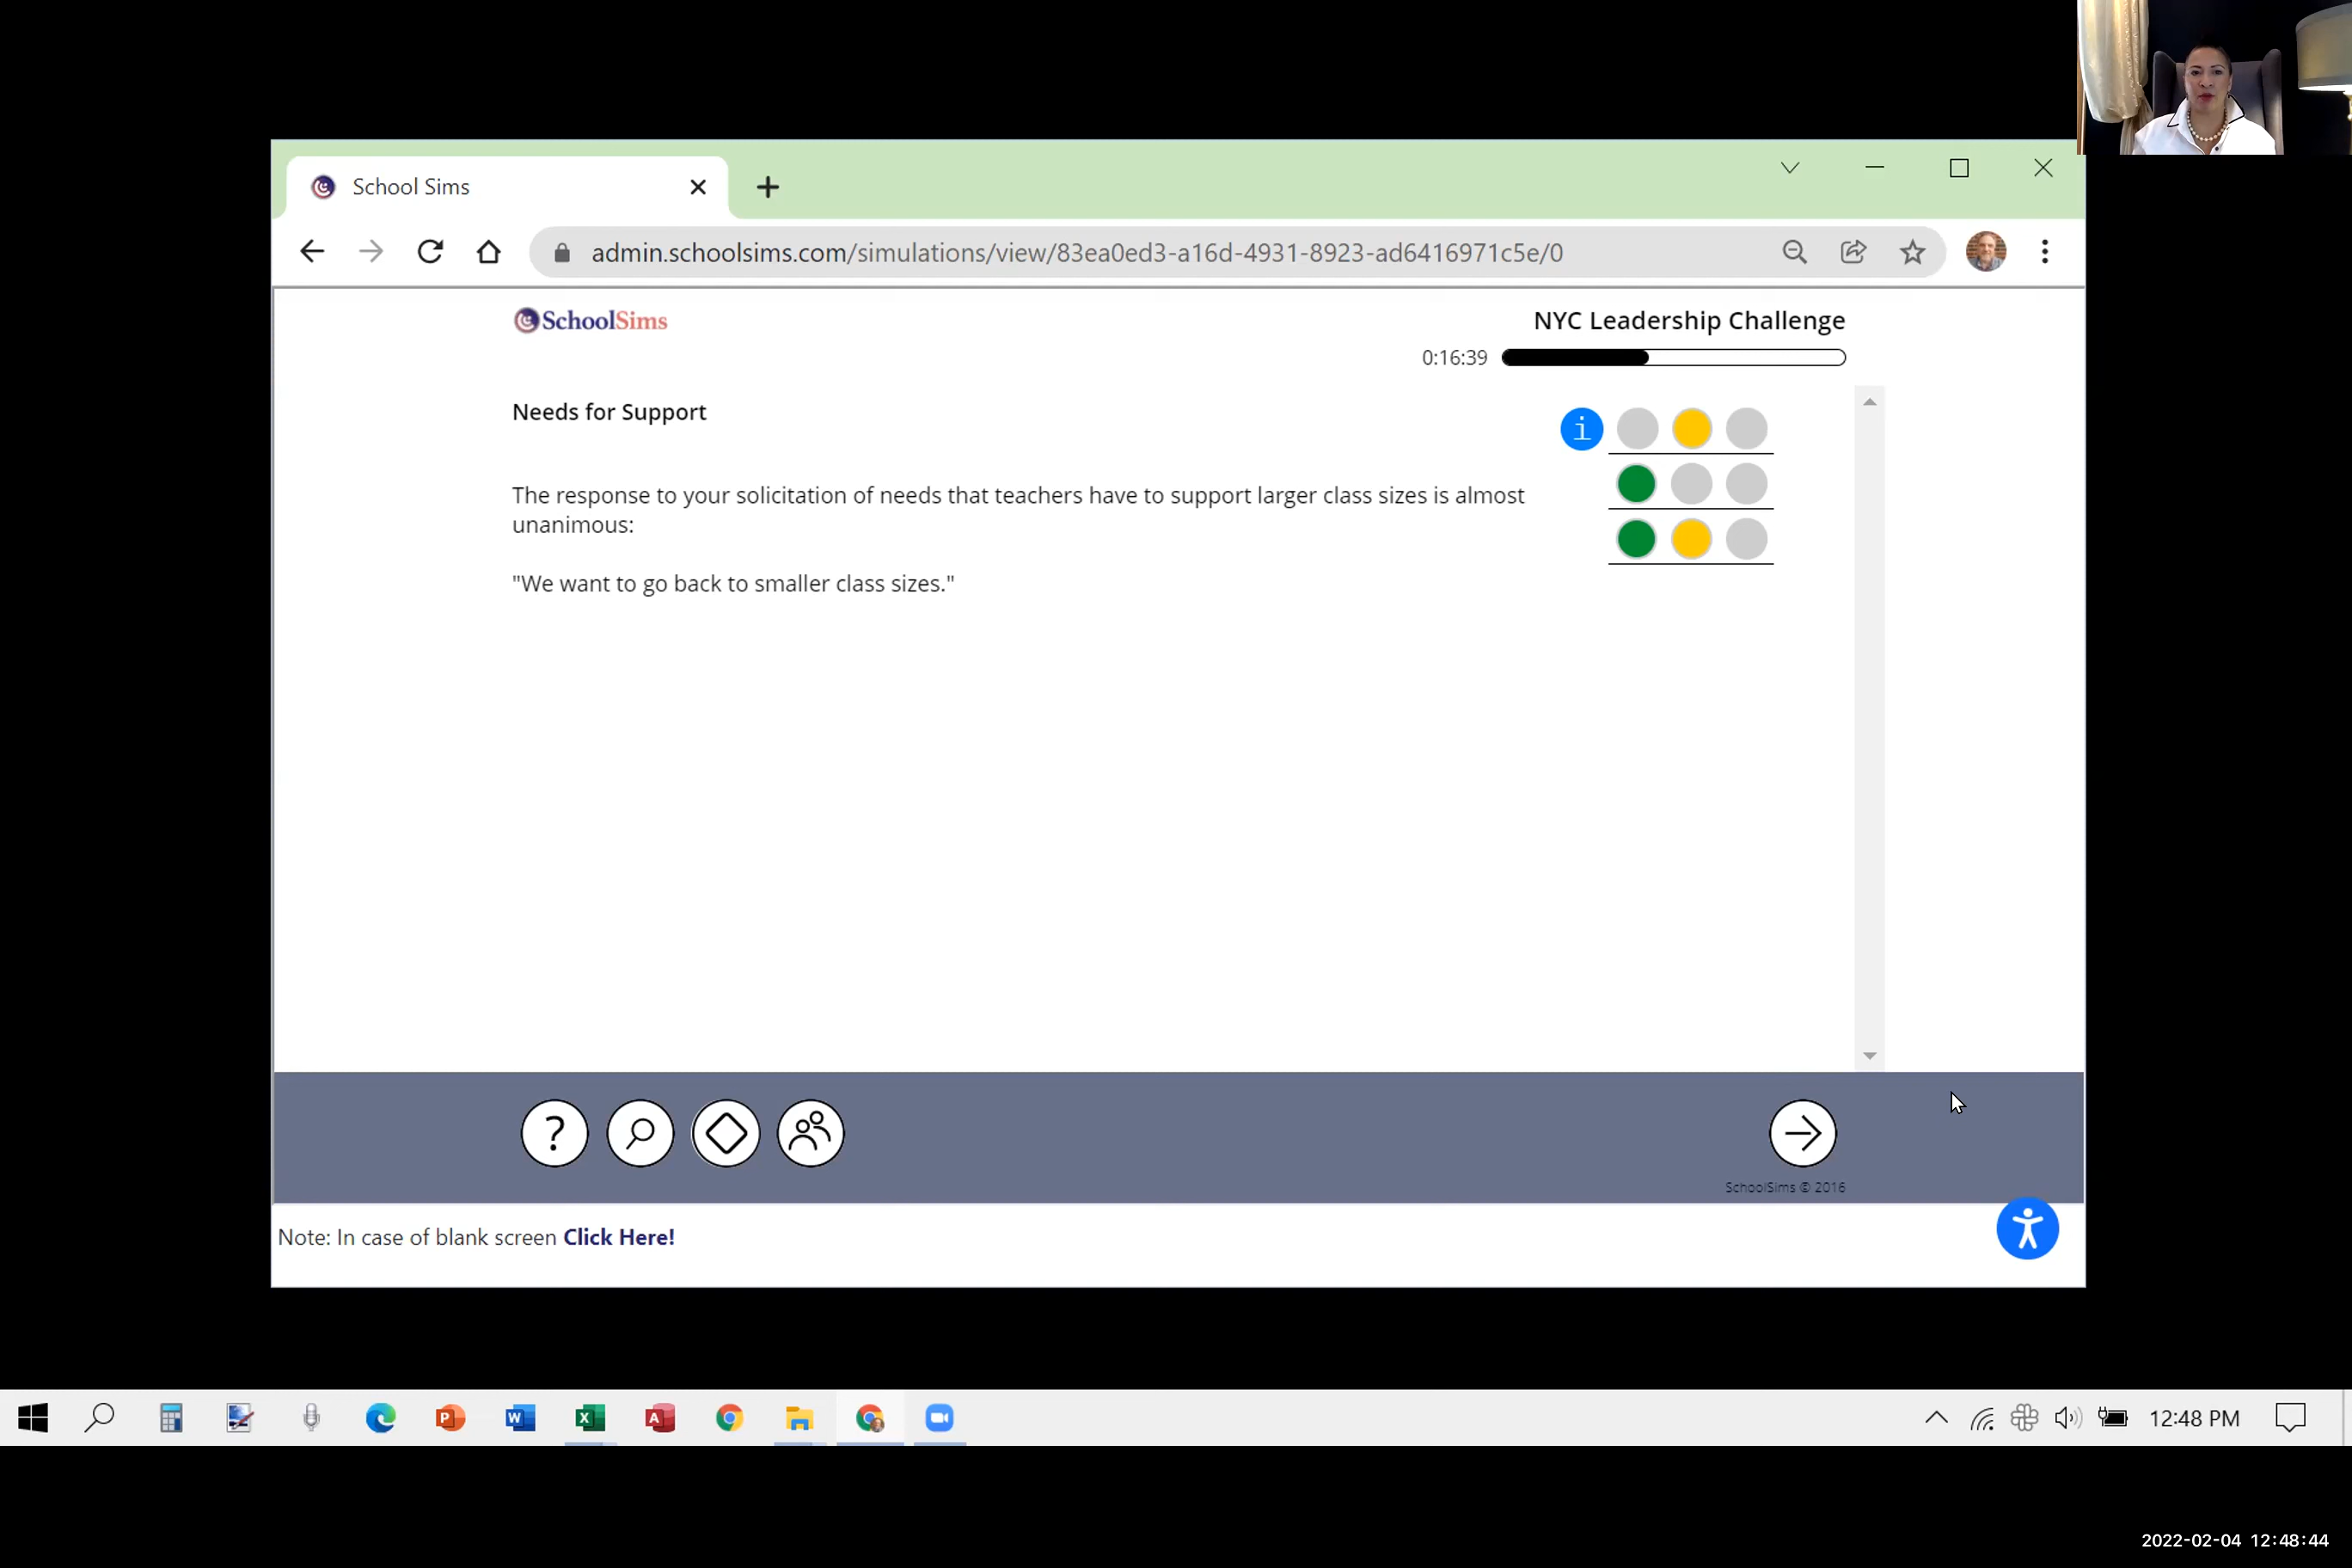 School Sims
admin.schoolsims.com/simulations/view/83ea0ed3-a16d-4931-8923-ad6416971c5e/0
SchoolSims
NYC Leadership Challenge
0:16:39
Needs for Support
i
The response to your solicitation of needs that teachers have to support larger class sizes is almost
unanimous:
"We want to go back to smaller class sizes."
?
SchoolSims © 2016
Note: In case of blank screen Click Here!
P
W
X
A
12:48 PM
2022-02-04 12:48:44